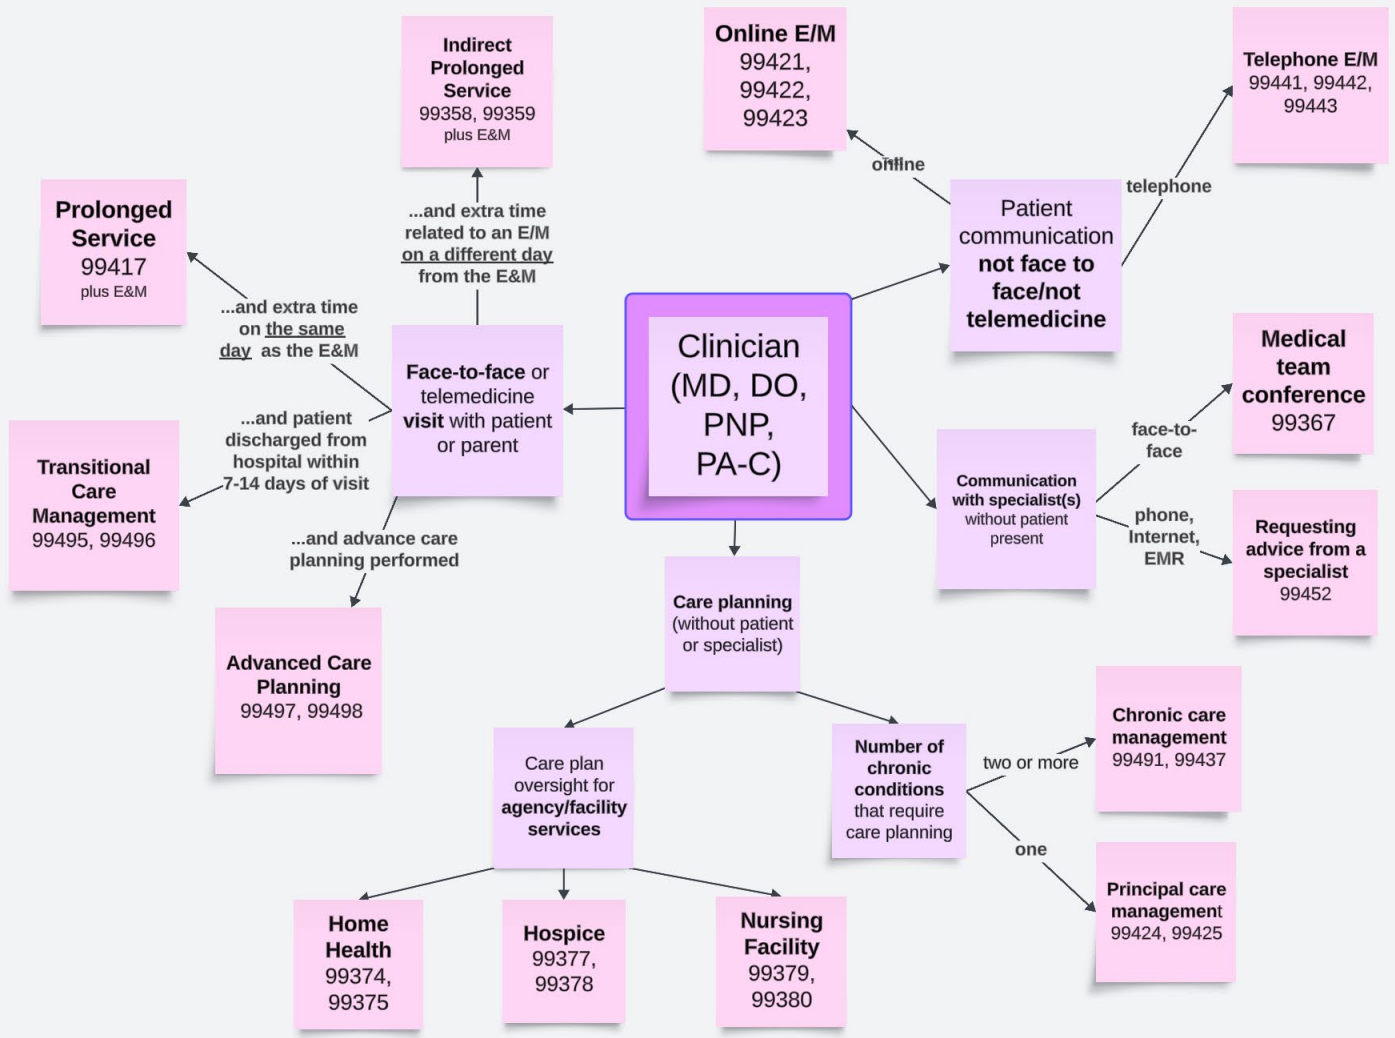 Indirect
Prolonged
Service
99358, 99359
plus E&M
Online E/M
99421,
99422,
99423
Telephone E/M
99441, 99442,
99443
online
telephone
Prolonged
Service
99417
plus E&M
...and extra time
related to an E/M
on a different day
from the E&M
Patient
communication
not face to
face/not
telemedicine
...and extra time
on the same
day as the E&M
Face-to-face or
telemedicine
visit with patient
or parent
Clinician
(MD, DO,
PNP,
PA-C)
Medical
team
conference
99367
face-to-
face
...and patient
discharged from
hospital within
7-14 days of visit
Transitional
Care
Management
99495, 99496
Communication
with specialist(s)
without patient
present
phone,
Internet,
EMR
Requesting
advice from a
specialist
99452
...and advance care
planning performed
Advanced Care
Planning
99497, 99498
Care planning
(without patient
or specialist)
Care plan
oversight for
agency/facility
services
Number of
chronic
conditions
that require
care planning
two or more
Chronic care
management
99491, 99437
one
Principal care
management
99424, 99425
Home
Health
99374,
99375
Hospice
99377,
99378
Nursing
Facility
99379,
99380